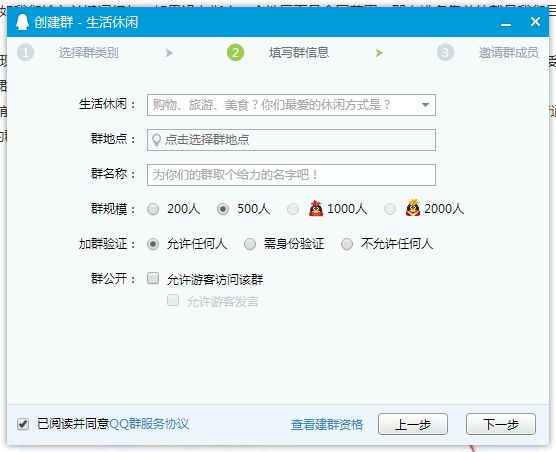 创建群 - 生活休闲
1 选择群类别 2 填写群信息 3 邀请群成员
生活休闲： 购物、旅游、美食？你们最爱的休闲方式是？
群地点： 点击选择群地点
群名称： 为你们的群取个给力的名字吧！
群规模： 200人 500人 1000人 2000人
加群验证： 允许任何人 需身份验证 不允许任何人
群公开： 允许游客访问该群
允许游客发言
已阅读并同意QQ群服务协议 查看建群资格 上一步 下一步